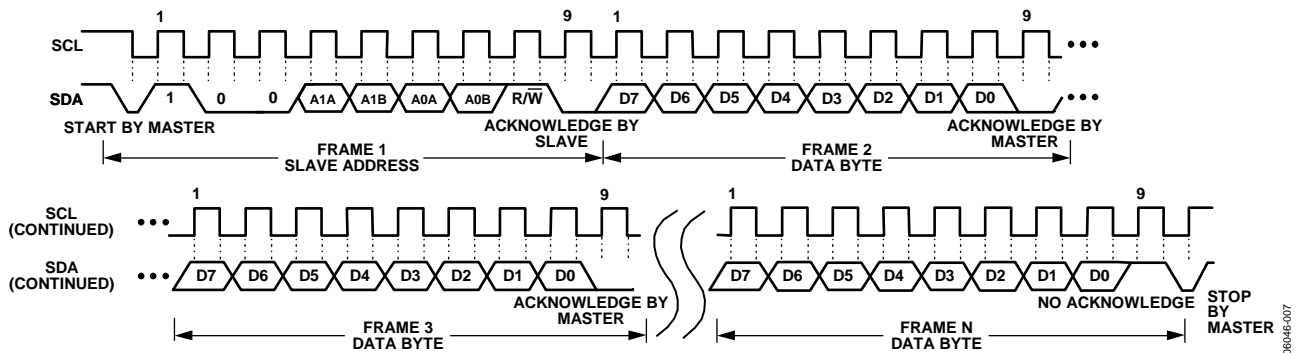 1 9 1 9
SCL
SDA 1 0 0 A1A A1B A0A A0B R/W̅ D7 D6 D5 D4 D3 D2 D1 D0
START BY MASTER
ACKNOWLEDGE BY
SLAVE
ACKNOWLEDGE BY
MASTER
FRAME 1
SLAVE ADDRESS
FRAME 2
DATA BYTE
1 9 1 9
SCL
(CONTINUED)
SDA
(CONTINUED)
D7 D6 D5 D4 D3 D2 D1 D0 D7 D6 D5 D4 D3 D2 D1 D0
ACKNOWLEDGE BY
MASTER
NO ACKNOWLEDGE
STOP
BY
MASTER
FRAME 3
DATA BYTE
FRAME N
DATA BYTE
06046-007